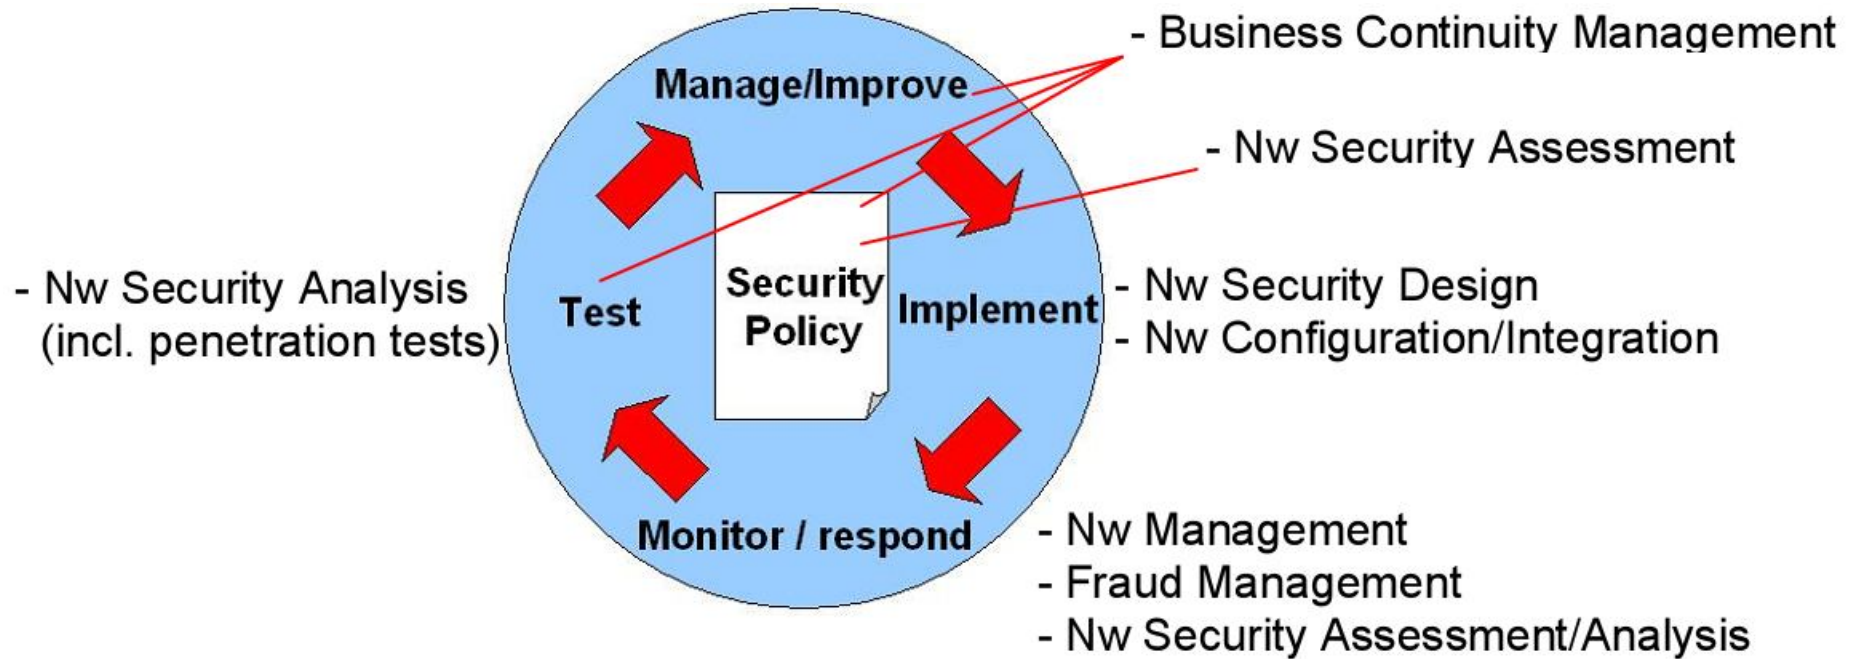 - Business Continuity Management
Manage/Improve
- Nw Security Assessment
- Nw Security Analysis
(incl. penetration tests)
Test
Security
Policy
Implement
- Nw Security Design
- Nw Configuration/Integration
Monitor / respond
- Nw Management
- Fraud Management
- Nw Security Assessment/Analysis